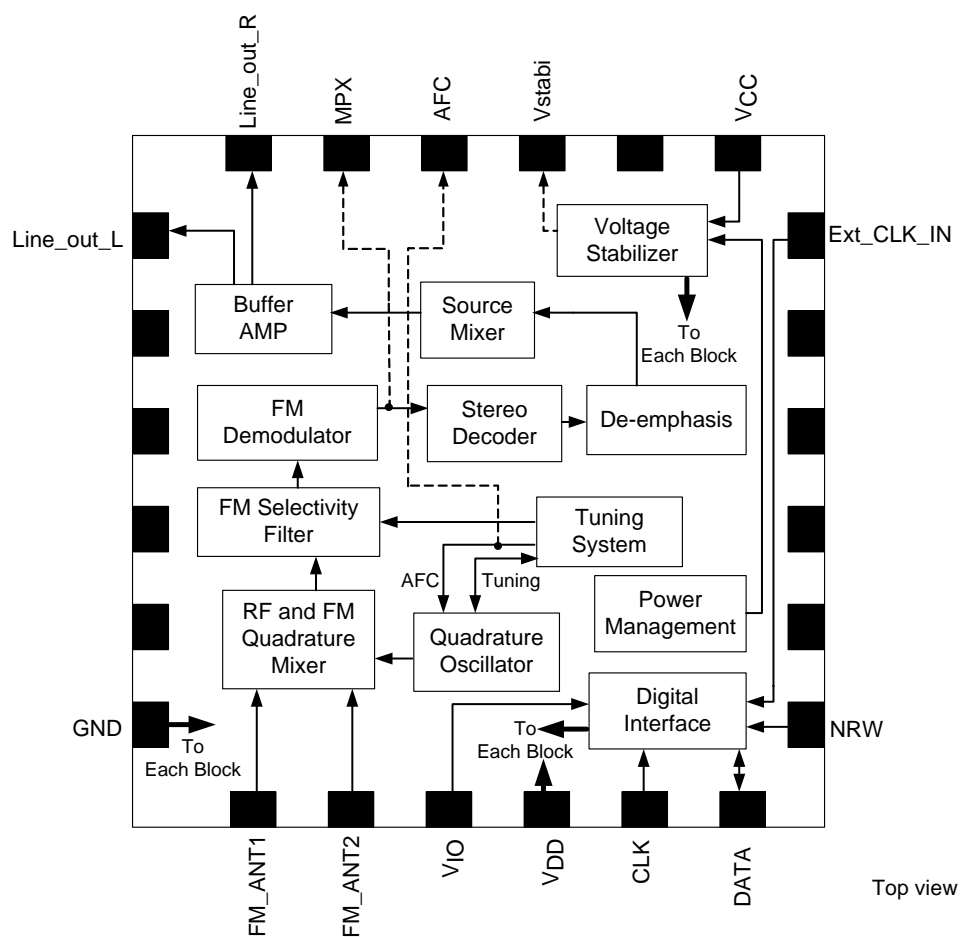 Line_out_R
MPX
AFC
Vstabi
VCC
Line_out_L
Ext_CLK_IN
Voltage
Stabilizer
Buffer
AMP
Source
Mixer
To
Each Block
FM
Demodulator
Stereo
Decoder
De-emphasis
FM Selectivity
Filter
Tuning
System
AFC
Tuning
RF and FM
Quadrature
Mixer
Quadrature
Oscillator
Power
Management
Digital
Interface
GND
To
Each Block
To
Each Block
NRW
FM_ANT1
FM_ANT2
VIO
VDD
CLK
DATA
Top view